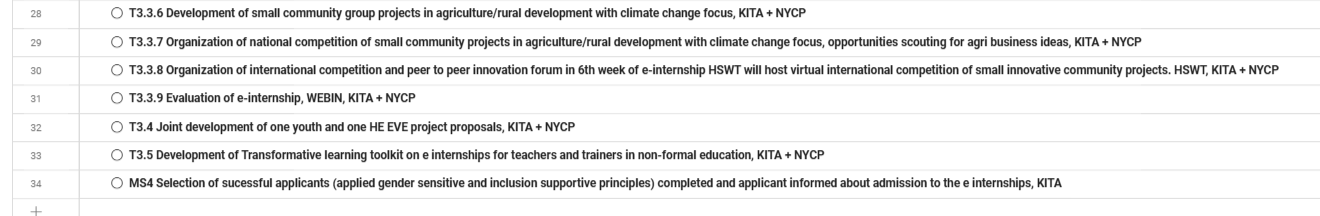 28 T3.3.6 Development of small community group projects in agriculture/rural development with climate change focus, KITA + NYCP
29 T3.3.7 Organization of national competition of small community projects in agriculture/rural development with climate change focus, opportunities scouting for agri business ideas, KITA + NYCP
30 T3.3.8 Organization of international competition and peer to peer innovation forum in 6th week of e-internship HSWT will host virtual international competition of small innovative community projects. HSWT, KITA + NYCP
31 T3.3.9 Evaluation of e-internship, WEBIN, KITA + NYCP
32 T3.4 Joint development of one youth and one HE EVE project proposals, KITA + NYCP
33 T3.5 Development of Transformative learning toolkit on e internships for teachers and trainers in non-formal education, KITA + NYCP
34 MS4 Selection of sucessful applicants (applied gender sensitive and inclusion supportive principles) completed and applicant informed about admission to the e internships, KITA